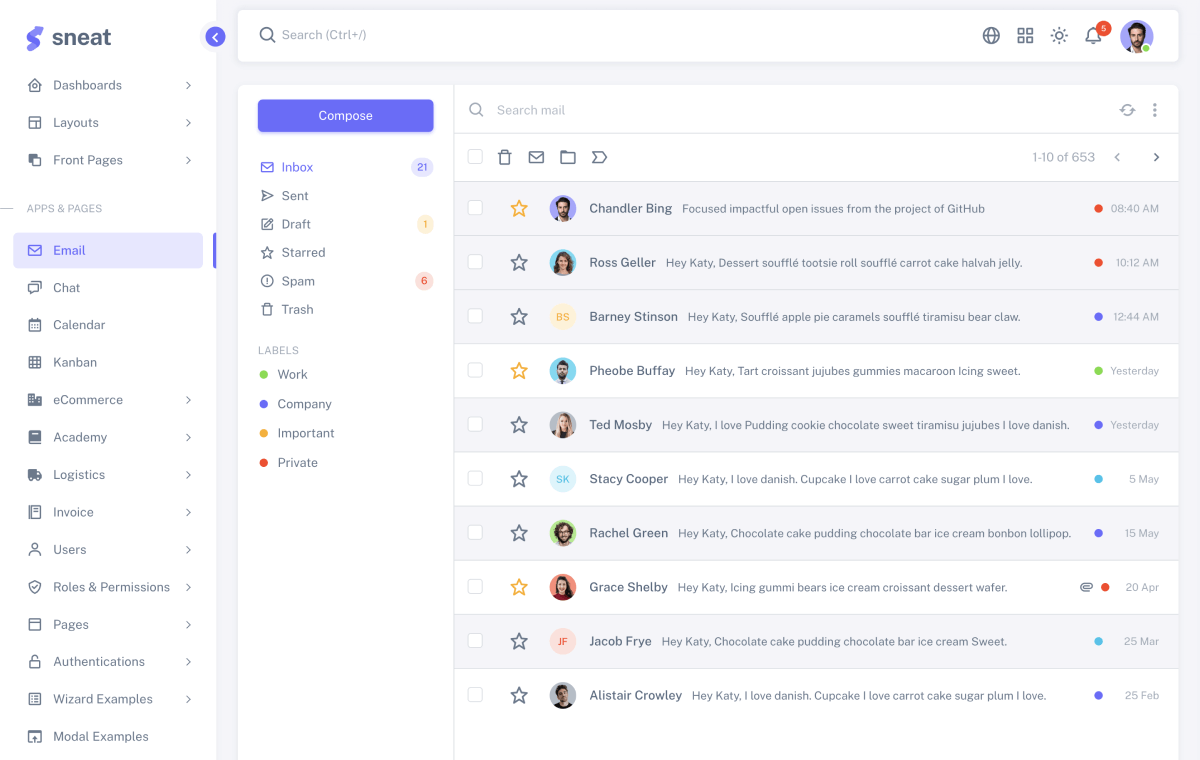 sneat
Dashboards
Layouts
Front Pages
APPS & PAGES
Email
Chat
Calendar
Kanban
eCommerce
Academy
Logistics
Invoice
Users
Roles & Permissions
Pages
Authentications
Wizard Examples
Modal Examples
Search (Ctrl+/)
5
Compose
Inbox 21
Sent
Draft 1
Starred
Spam 6
Trash
LABELS
Work
Company
Important
Private
Search mail
1-10 of 653
Chandler Bing Focused impactful open issues from the project of GitHub 08:40 AM
Ross Geller Hey Katy, Dessert soufflé tootsie roll soufflé carrot cake halvah jelly. 10:12 AM
BS Barney Stinson Hey Katy, Soufflé apple pie caramels soufflé tiramisu bear claw. 12:44 AM
Pheobe Buffay Hey Katy, Tart croissant jujubes gummies macaroon Icing sweet. Yesterday
Ted Mosby Hey Katy, I love Pudding cookie chocolate sweet tiramisu jujubes I love danish. Yesterday
SK Stacy Cooper Hey Katy, I love danish. Cupcake I love carrot cake sugar plum I love. 5 May
Rachel Green Hey Katy, Chocolate cake pudding chocolate bar ice cream bonbon lollipop. 15 May
Grace Shelby Hey Katy, Icing gummi bears ice cream croissant dessert wafer. 20 Apr
JF Jacob Frye Hey Katy, Chocolate cake pudding chocolate bar ice cream Sweet. 25 Mar
Alistair Crowley Hey Katy, I love danish. Cupcake I love carrot cake sugar plum I love. 25 Feb